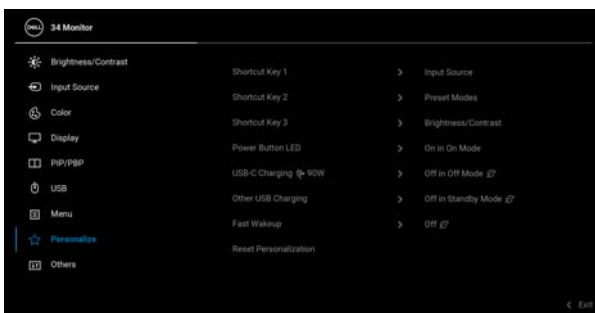 DELL
34 Monitor
Brightness/Contrast
Input Source
Color
Display
PIP/PBP
USB
Menu
Personalize
Others
Shortcut Key 1 > Input Source
Shortcut Key 2 > Preset Modes
Shortcut Key 3 > Brightness/Contrast
Power Button LED > On in On Mode
USB-C Charging 90W > Off in Off Mode
Other USB Charging > Off in Standby Mode
Fast Wakeup > Off
Reset Personalization
< Exit